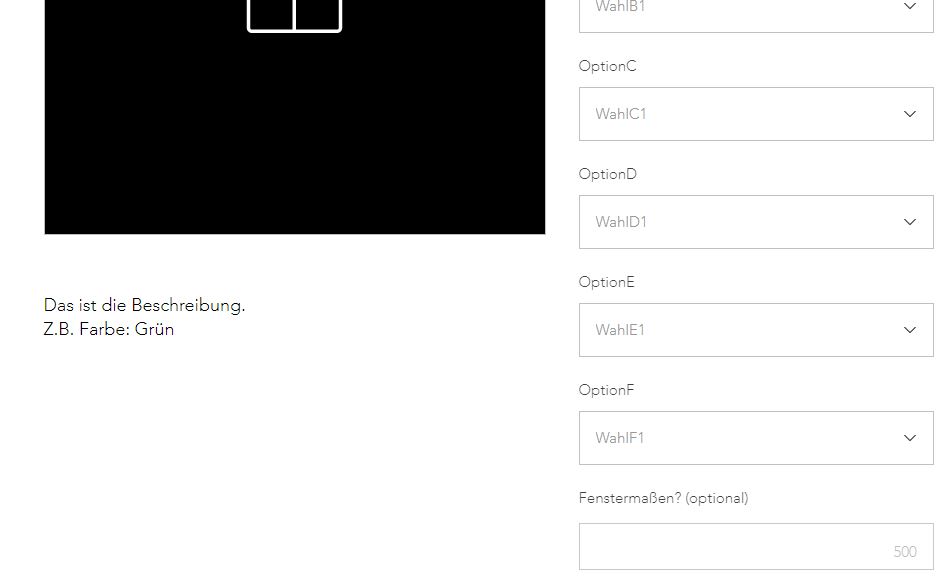 WahlB1
OptionC
WahlC1
OptionD
WahlD1
OptionE
WahlE1
OptionF
WahlF1
Fenstermaßen? (optional)
500
Das ist die Beschreibung.
Z.B. Farbe: Grün